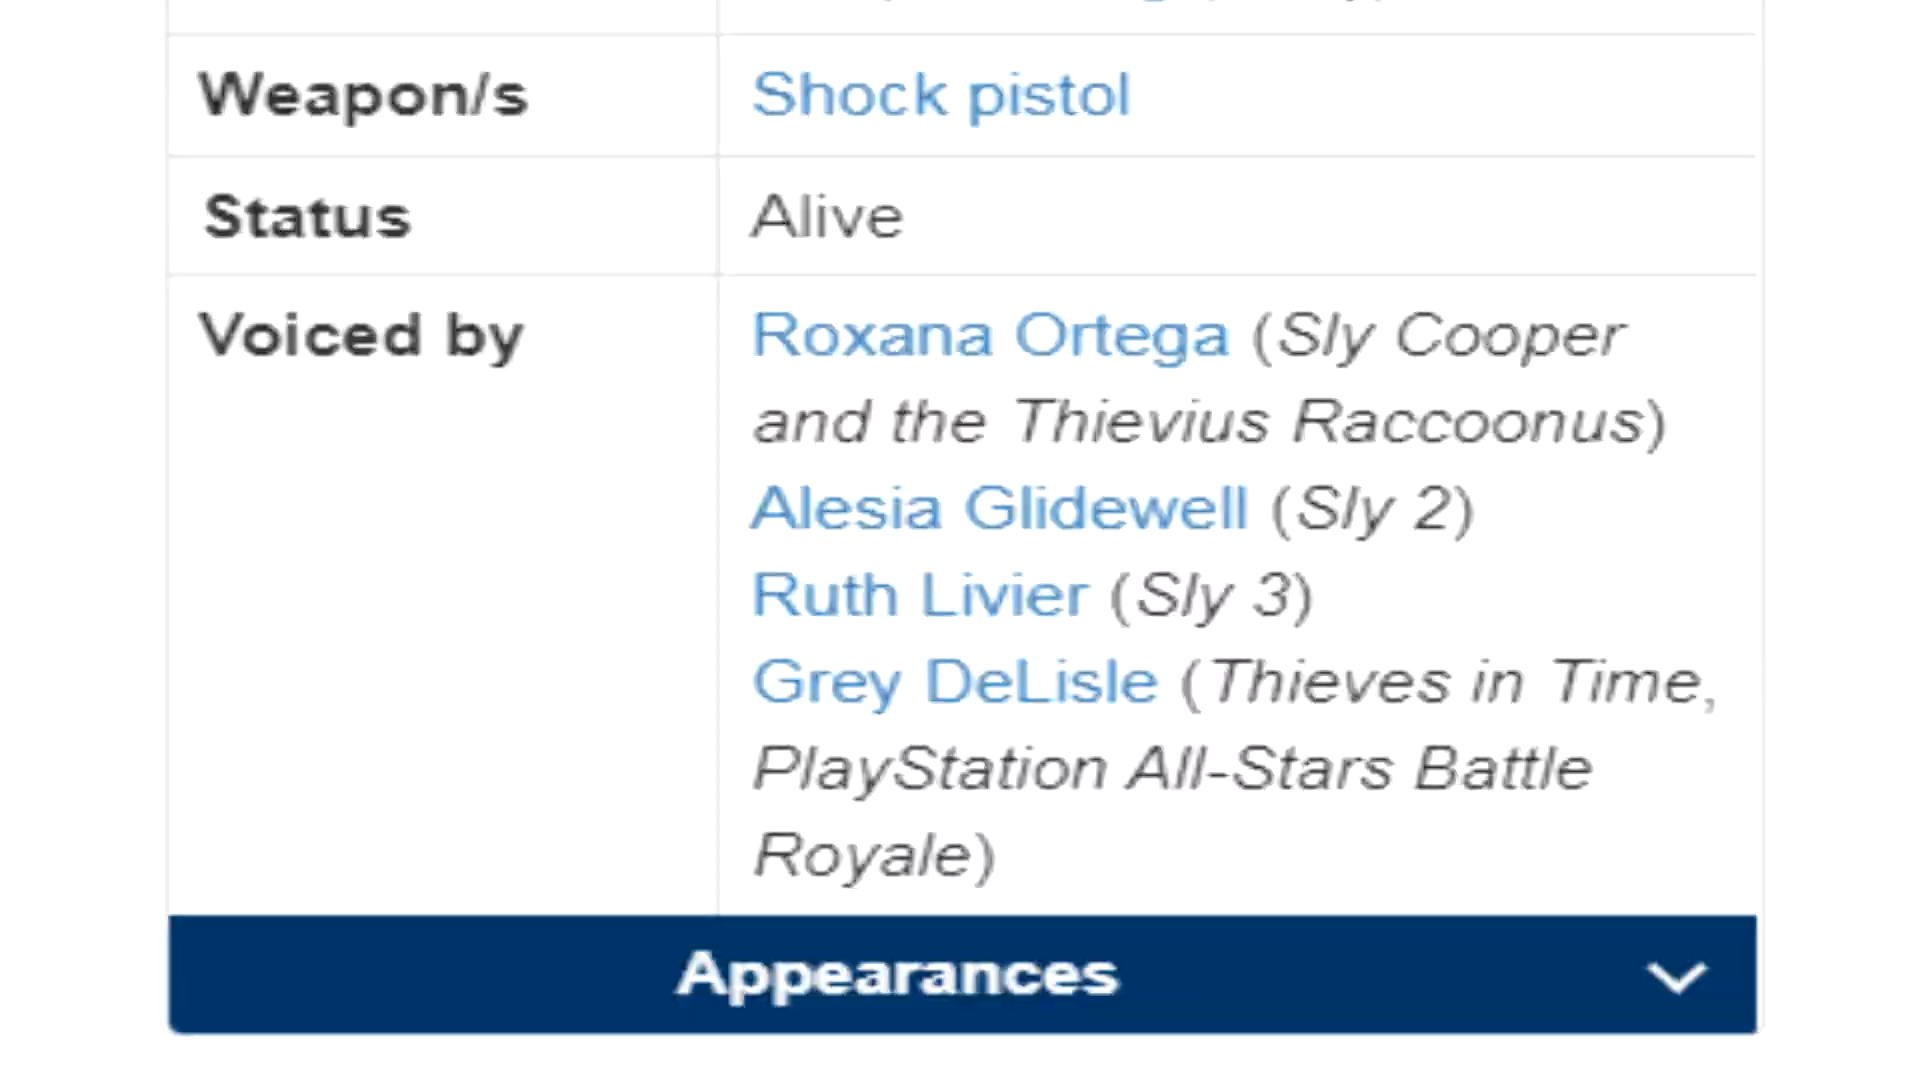 Weapon/s Shock pistol
Status Alive
Voiced by Roxana Ortega (Sly Cooper
and the Thievius Raccoonus)
Alesia Glidewell (Sly 2)
Ruth Livier (Sly 3)
Grey DeLisle (Thieves in Time,
PlayStation All-Stars Battle
Royale)
Appearances